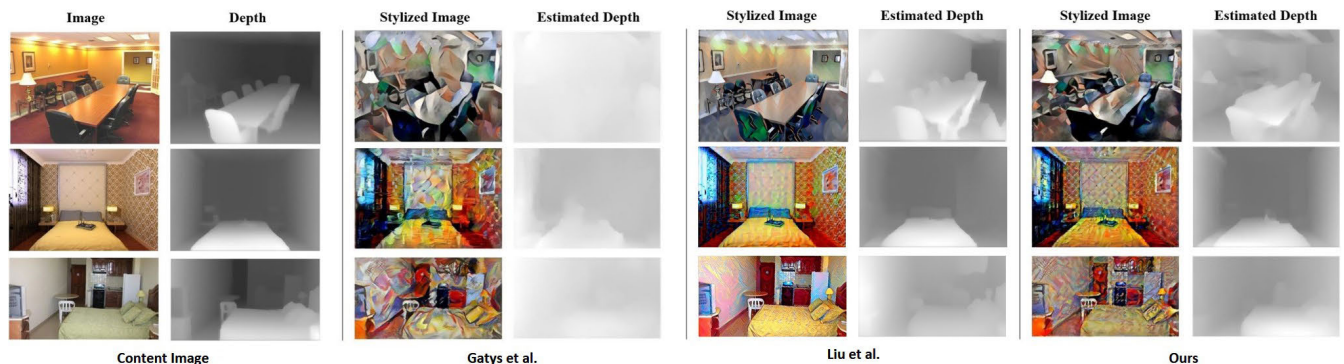 Image
Depth
Stylized Image
Estimated Depth
Stylized Image
Estimated Depth
Stylized Image
Estimated Depth
Content Image
Gatys et al.
Liu et al.
Ours